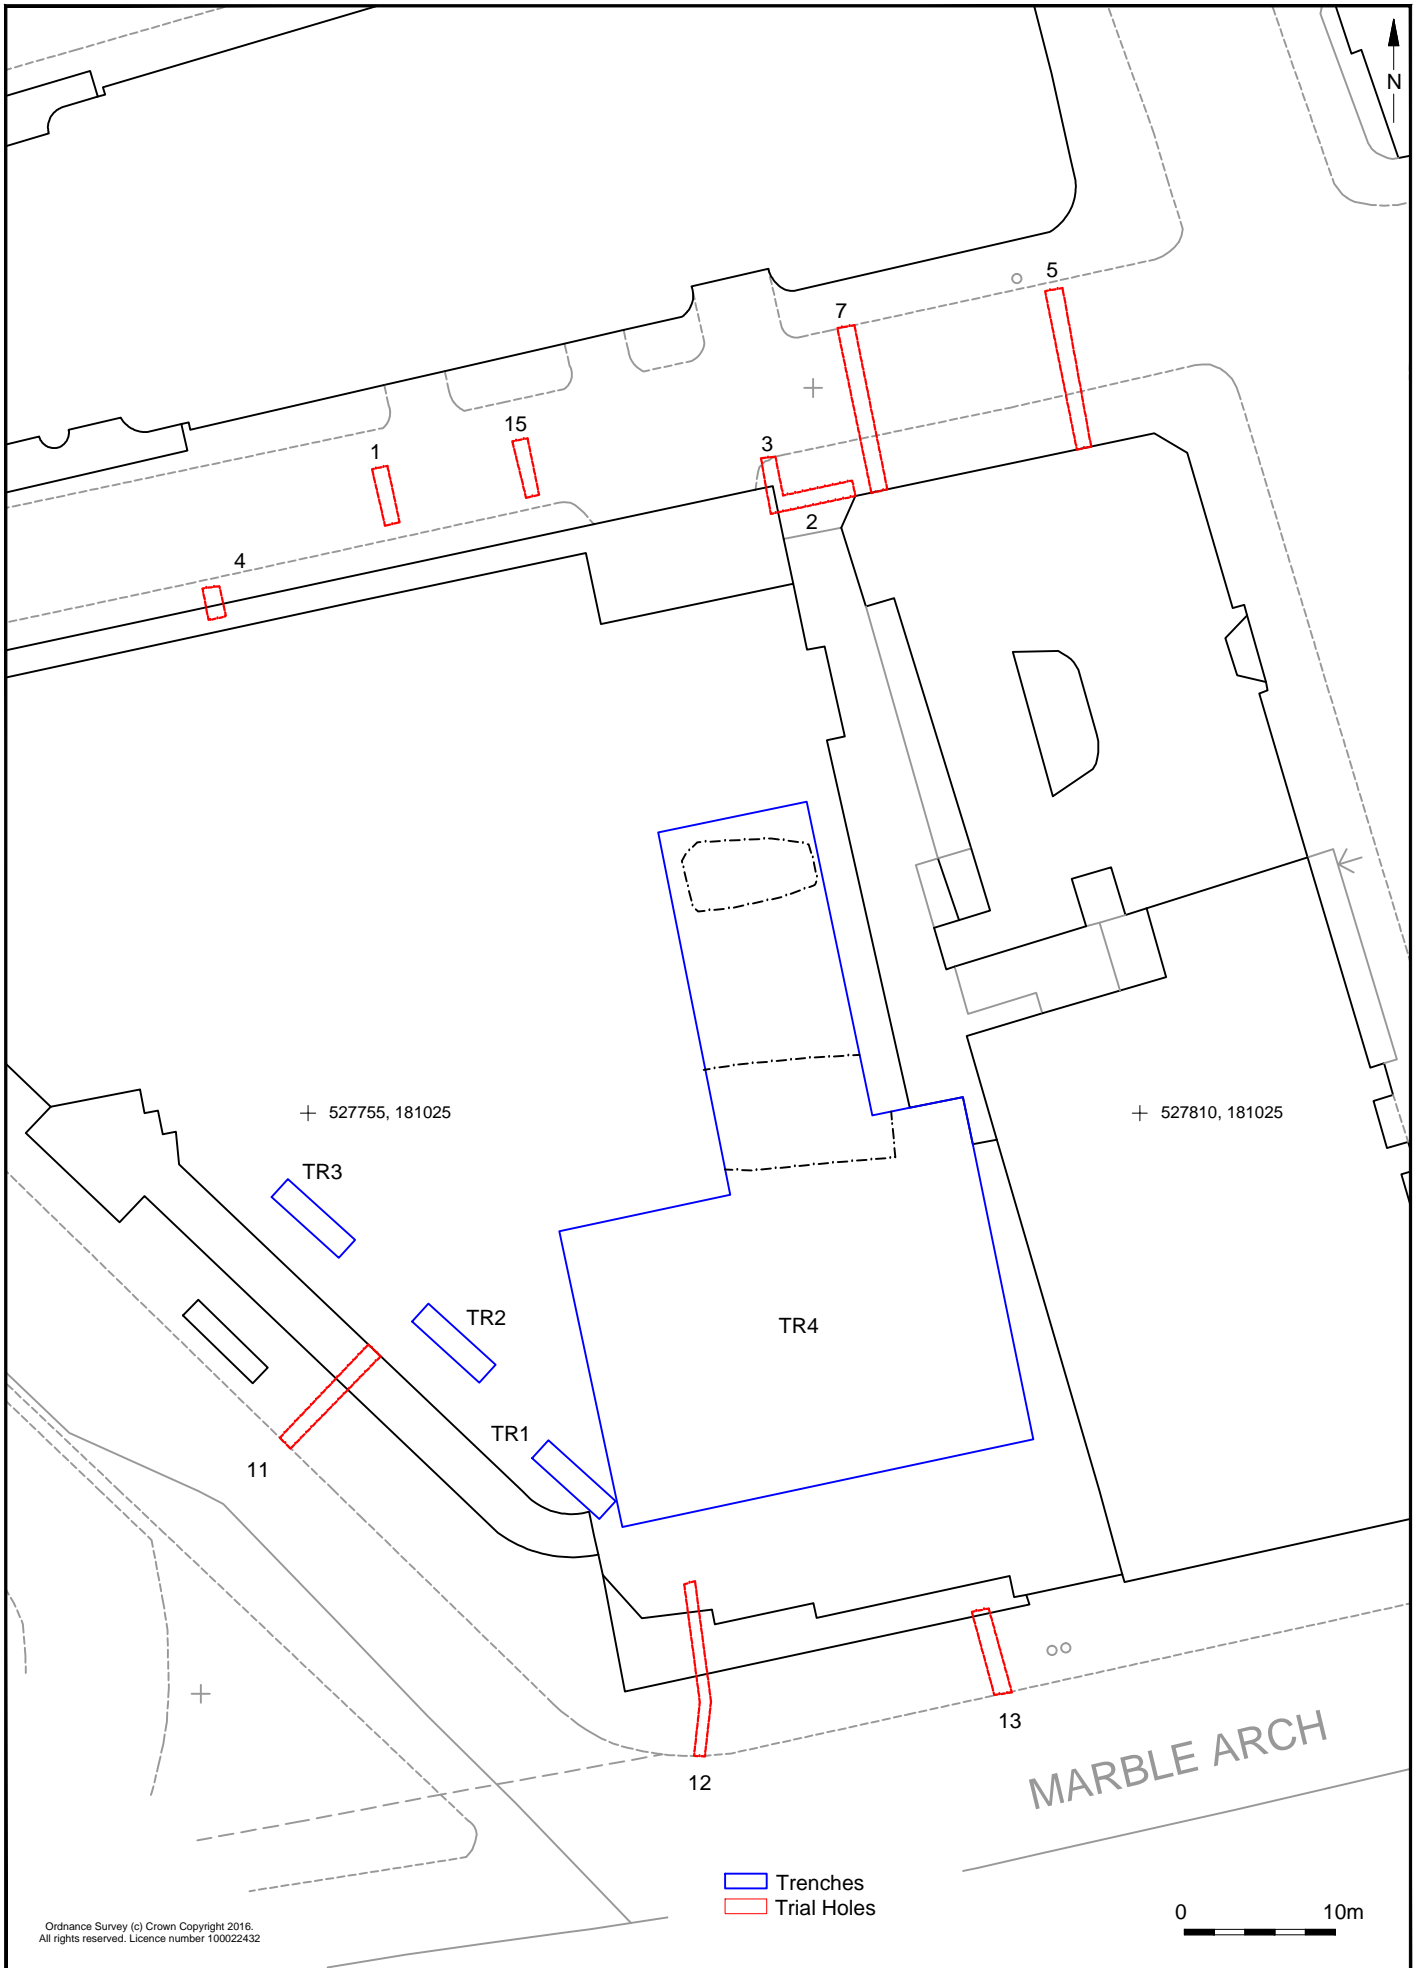 N
5
7
15
3
1
2
4
527755, 181025
527810, 181025
TR3
TR2
TR4
TR1
11
13
12
MARBLE ARCH
Trenches
Trial Holes
0 10m
Ordnance Survey (c) Crown Copyright 2016.
All rights reserved. Licence number 100022432